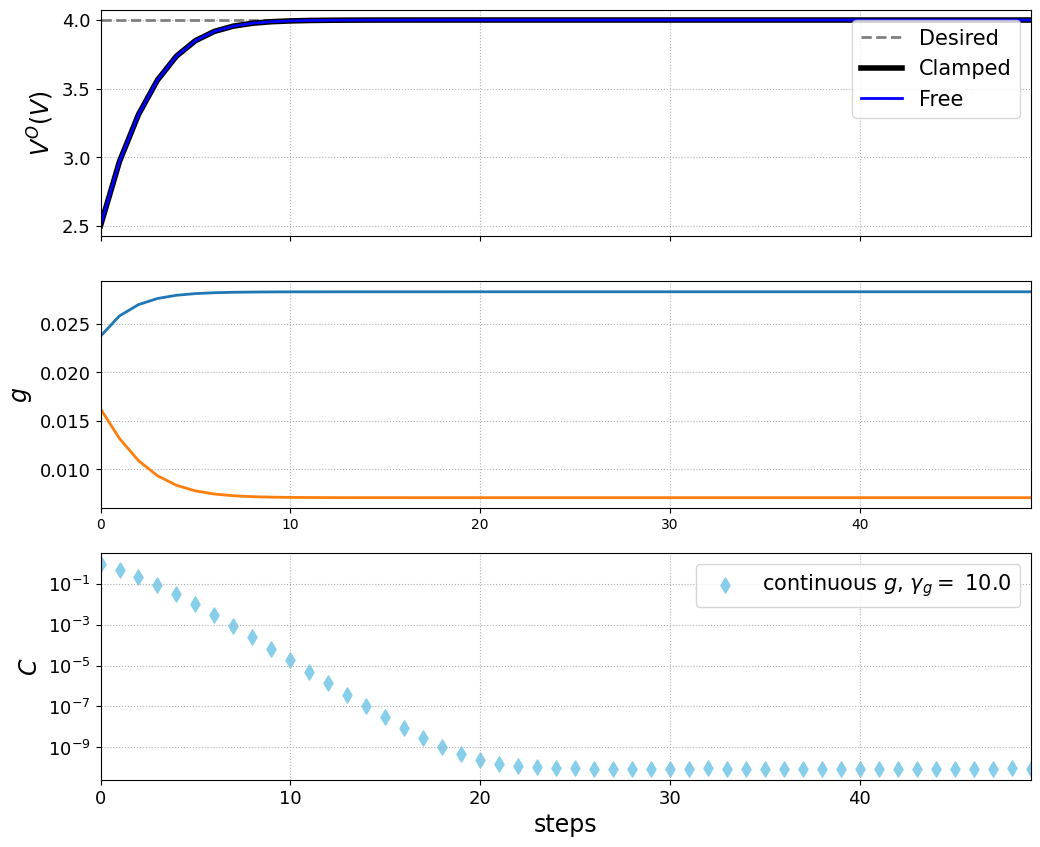 4.0
3.5
3.0
2.5
V^O(V)
Desired
Clamped
Free
0.025
0.020
0.015
0.010
g
0 10 20 30 40
10^{-1}
10^{-3}
10^{-5}
10^{-7}
10^{-9}
C
continuous g, γ_g = 10.0
0 10 20 30 40
steps